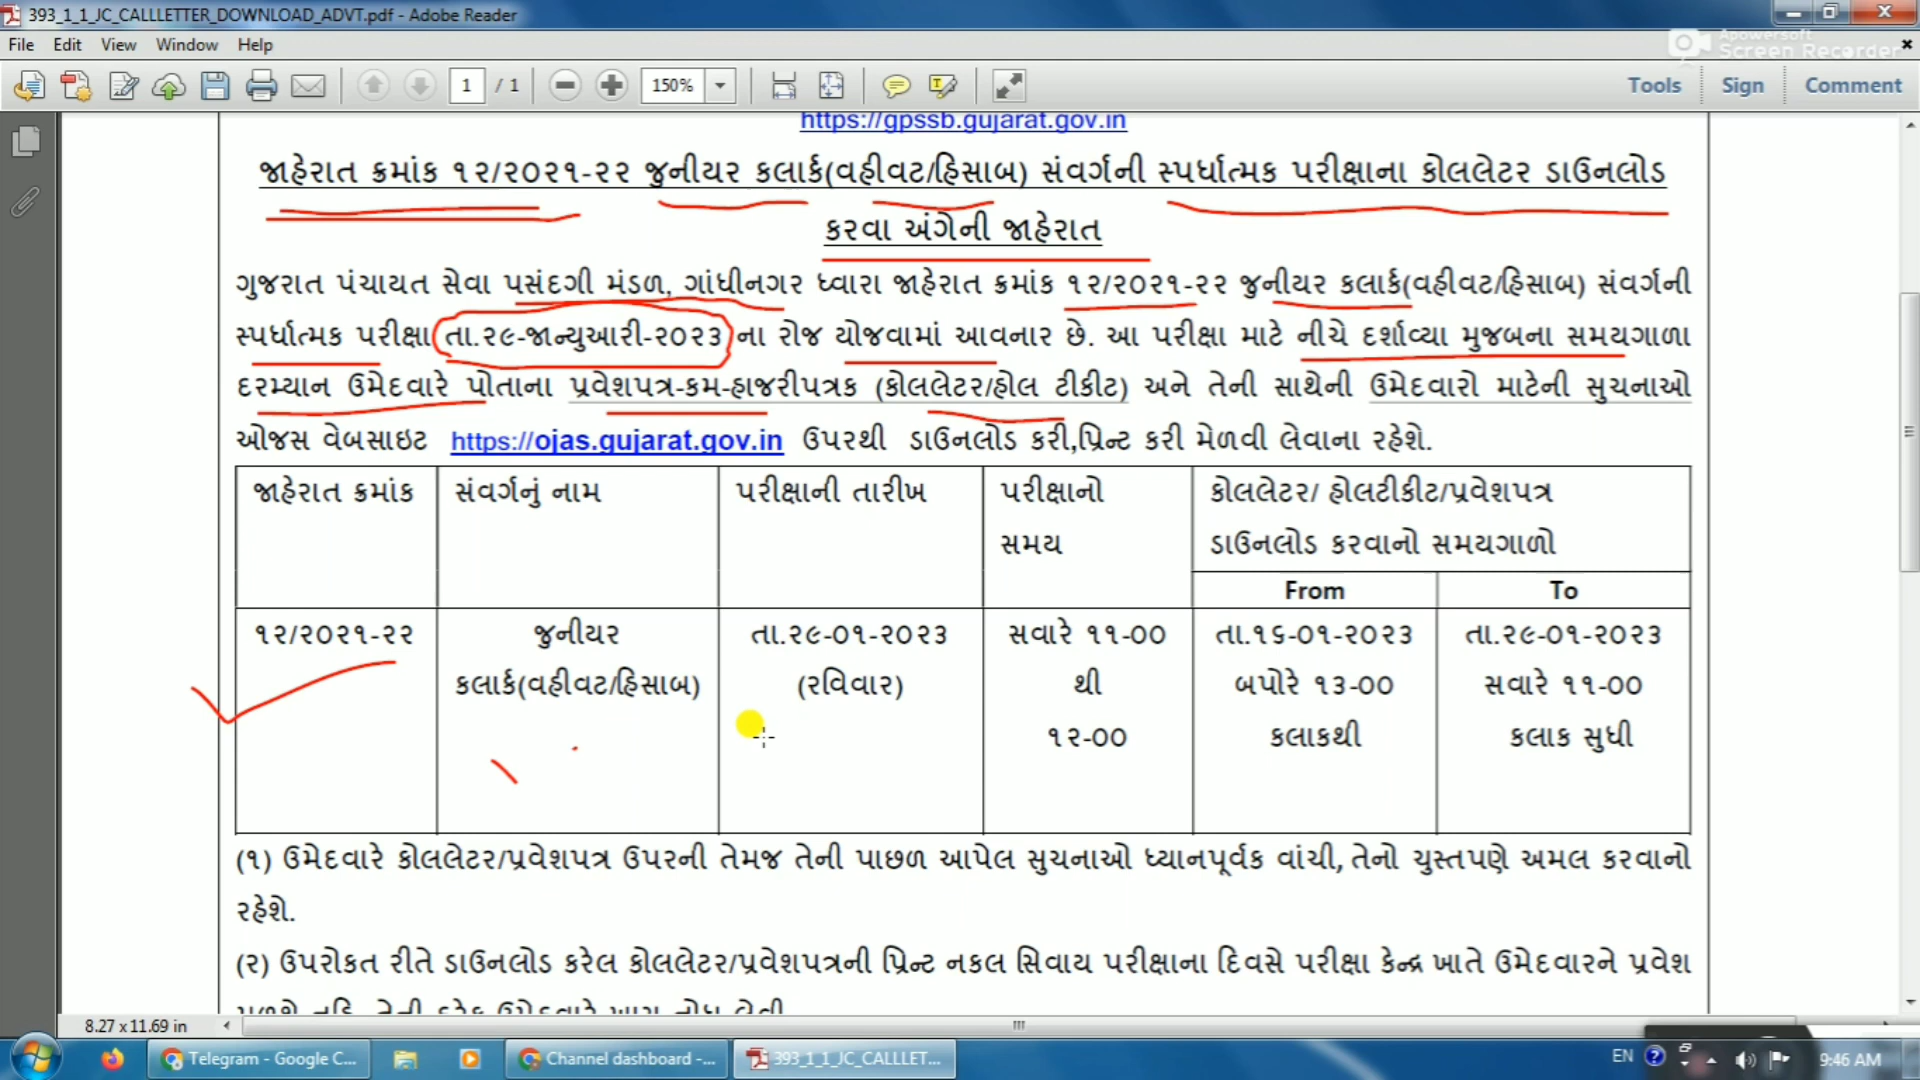 393_1_1_JC_CALLLETTER_DOWNLOAD_ADVT.pdf - Adobe Reader
Apowersoft
Screen Recorder
File Edit View Window Help
1 / 1 150% Tools Sign Comment
https://gpssb.gujarat.gov.in
જાહેરાત ક્રમાંક ૧૨/૨૦૨૧-૨૨ જુનીયર કલાર્ક(વહીવટ/હિસાબ) સંવર્ગની સ્પર્ધાત્મક પરીક્ષાના કોલલેટર ડાઉનલોડ
કરવા અંગેની જાહેરાત
ગુજરાત પંચાયત સેવા પસંદગી મંડળ, ગાંધીનગર ધ્વારા જાહેરાત ક્રમાંક ૧૨/૨૦૨૧-૨૨ જુનીયર કલાર્ક(વહીવટ/હિસાબ) સંવર્ગની
સ્પર્ધાત્મક પરીક્ષા તા.૨૯-જાન્યુઆરી-૨૦૨૩ ના રોજ યોજવામાં આવનાર છે. આ પરીક્ષા માટે નીચે દર્શાવ્યા મુજબના સમયગાળા
દરમ્યાન ઉમેદવારે પોતાના પ્રવેશપત્ર-કમ-હાજરીપત્રક (કોલલેટર/હોલ ટીકીટ) અને તેની સાથેની ઉમેદવારો માટેની સુચનાઓ
ઓજસ વેબસાઇટ https://ojas.gujarat.gov.in ઉપરથી ડાઉનલોડ કરી,પ્રિન્ટ કરી મેળવી લેવાના રહેશે.
જાહેરાત ક્રમાંક સંવર્ગનું નામ પરીક્ષાની તારીખ પરીક્ષાનો કોલલેટર/ હોલટીકીટ/પ્રવેશપત્ર
સમય ડાઉનલોડ કરવાનો સમયગાળો
From To
૧૨/૨૦૨૧-૨૨ જુનીયર તા.૨૯-૦૧-૨૦૨૩ સવારે ૧૧-૦૦ તા.૧૬-૦૧-૨૦૨૩ તા.૨૯-૦૧-૨૦૨૩
કલાર્ક(વહીવટ/હિસાબ) (રવિવાર) થી બપોરે ૧૩-૦૦ સવારે ૧૧-૦૦
૧૨-૦૦ કલાકથી કલાક સુધી
(૧) ઉમેદવારે કોલલેટર/પ્રવેશપત્ર ઉપરની તેમજ તેની પાછળ આપેલ સુચનાઓ ધ્યાનપૂર્વક વાંચી, તેનો ચુસ્તપણે અમલ કરવાનો
રહેશે.
(૨) ઉપરોકત રીતે ડાઉનલોડ કરેલ કોલલેટર/પ્રવેશપત્રની પ્રિન્ટ નકલ સિવાય પરીક્ષાના દિવસે પરીક્ષા કેન્દ્ર ખાતે ઉમેદવારને પ્રવેશ
8.27 x 11.69 in
Telegram - Google C... Channel dashboard -... 393_1_1_JC_CALLLET... EN 9:46 AM